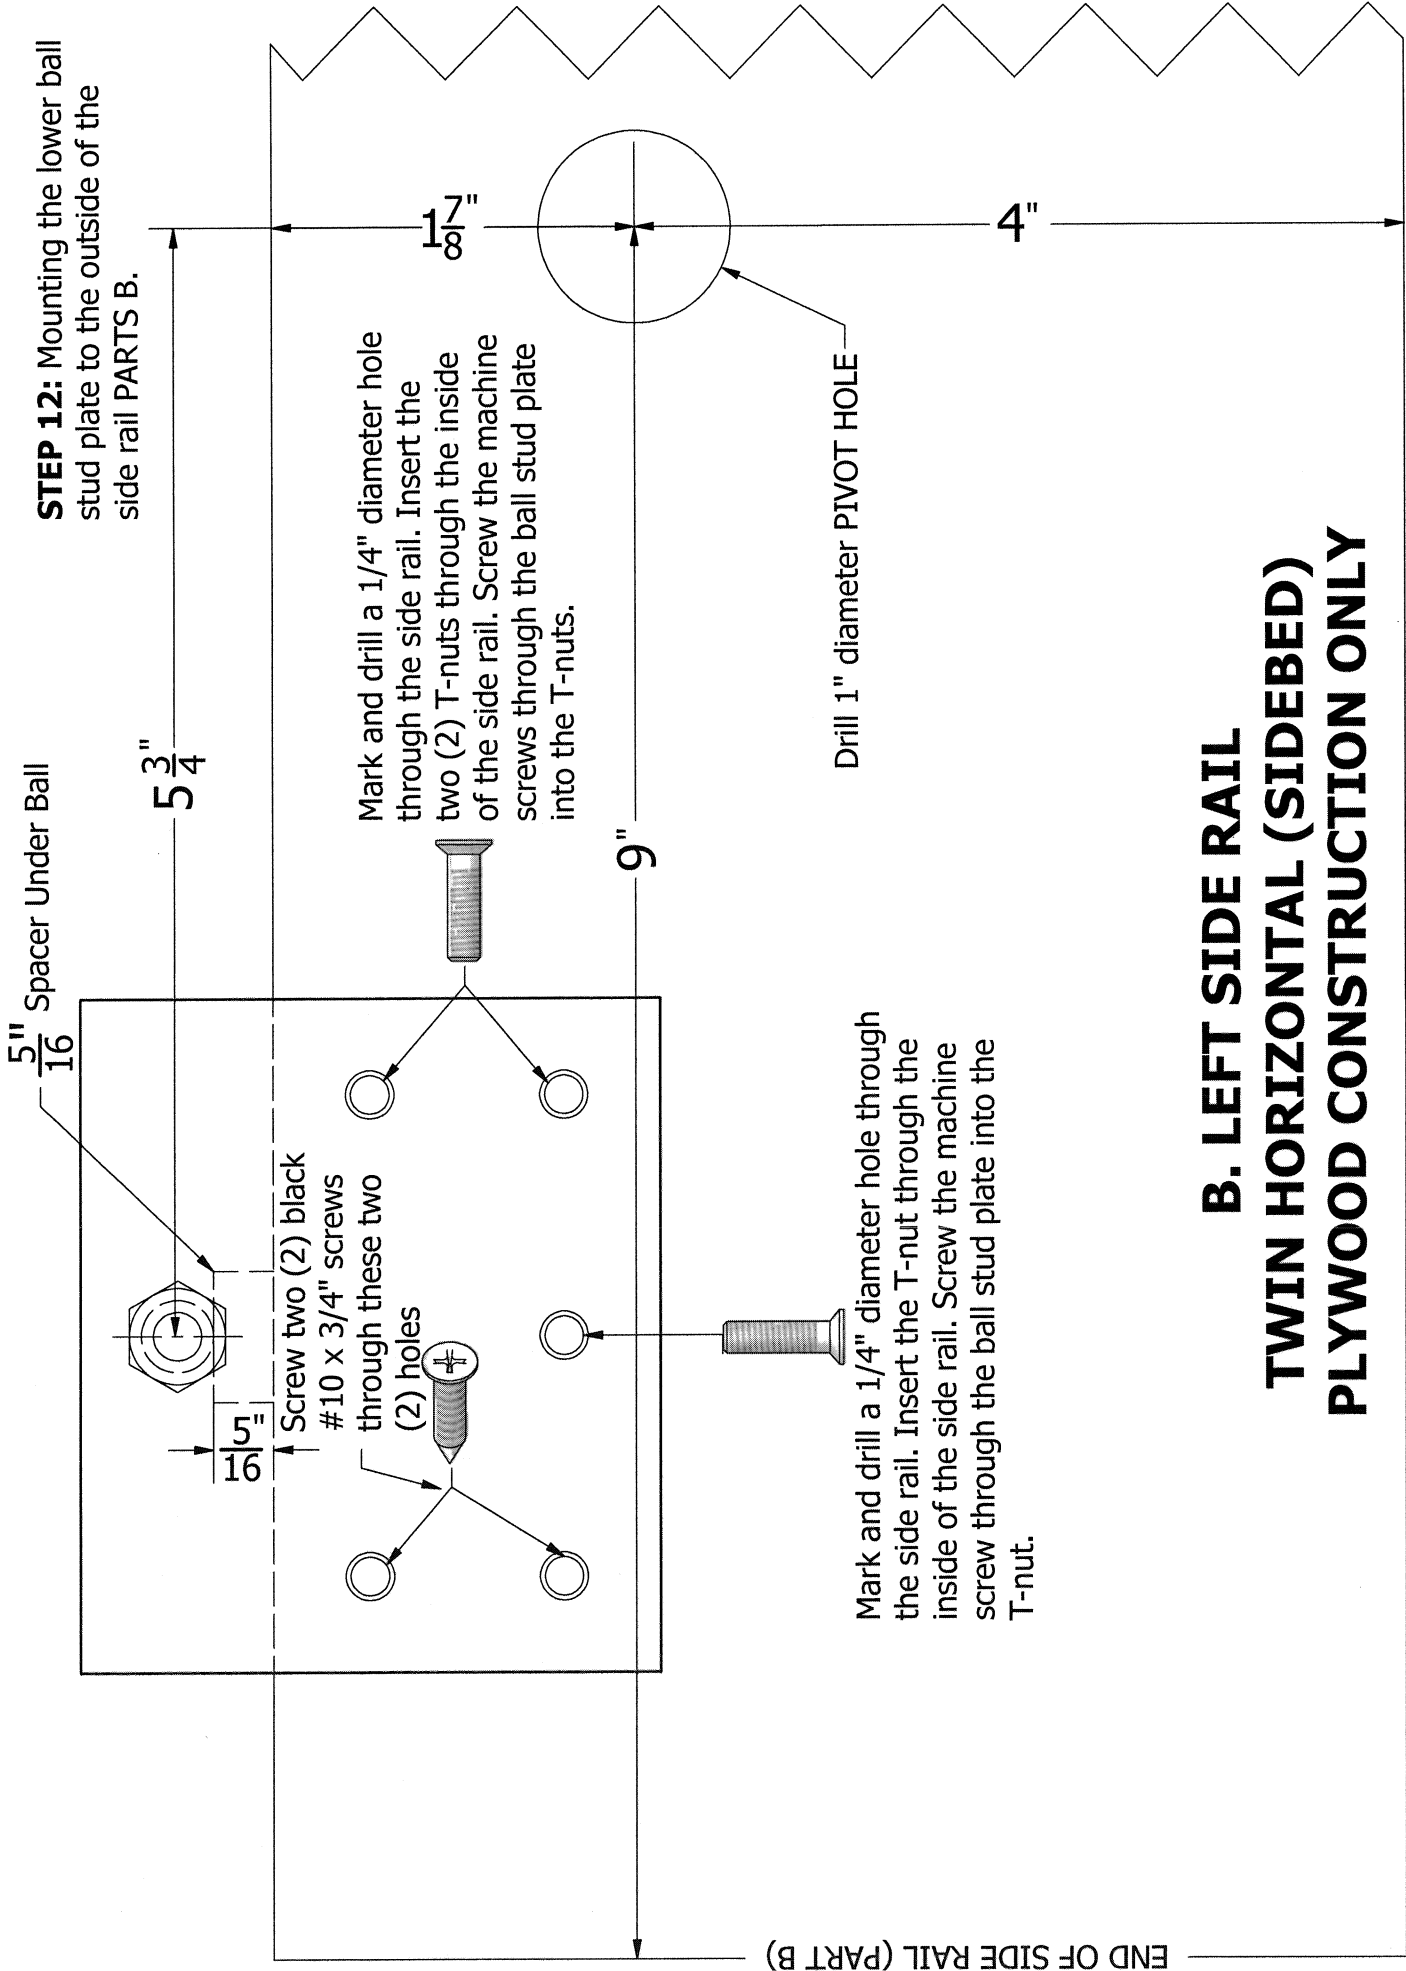 STEP 12: Mounting the lower ball
stud plate to the outside of the
side rail PARTS B.
5/16" Spacer Under Ball
5 3/4"
1 7/8"
4"
9"
5/16"
Screw two (2) black
#10 x 3/4" screws
through these two
(2) holes
Mark and drill a 1/4" diameter hole
through the side rail. Insert the
two (2) T-nuts through the inside
of the side rail. Screw the machine
screws through the ball stud plate
into the T-nuts.
Drill 1" diameter PIVOT HOLE
Mark and drill a 1/4" diameter hole through
the side rail. Insert the T-nut through the
inside of the side rail. Screw the machine
screw through the ball stud plate into the
T-nut.
B. LEFT SIDE RAIL
TWIN HORIZONTAL (SIDEBED)
PLYWOOD CONSTRUCTION ONLY
END OF SIDE RAIL (PART B)